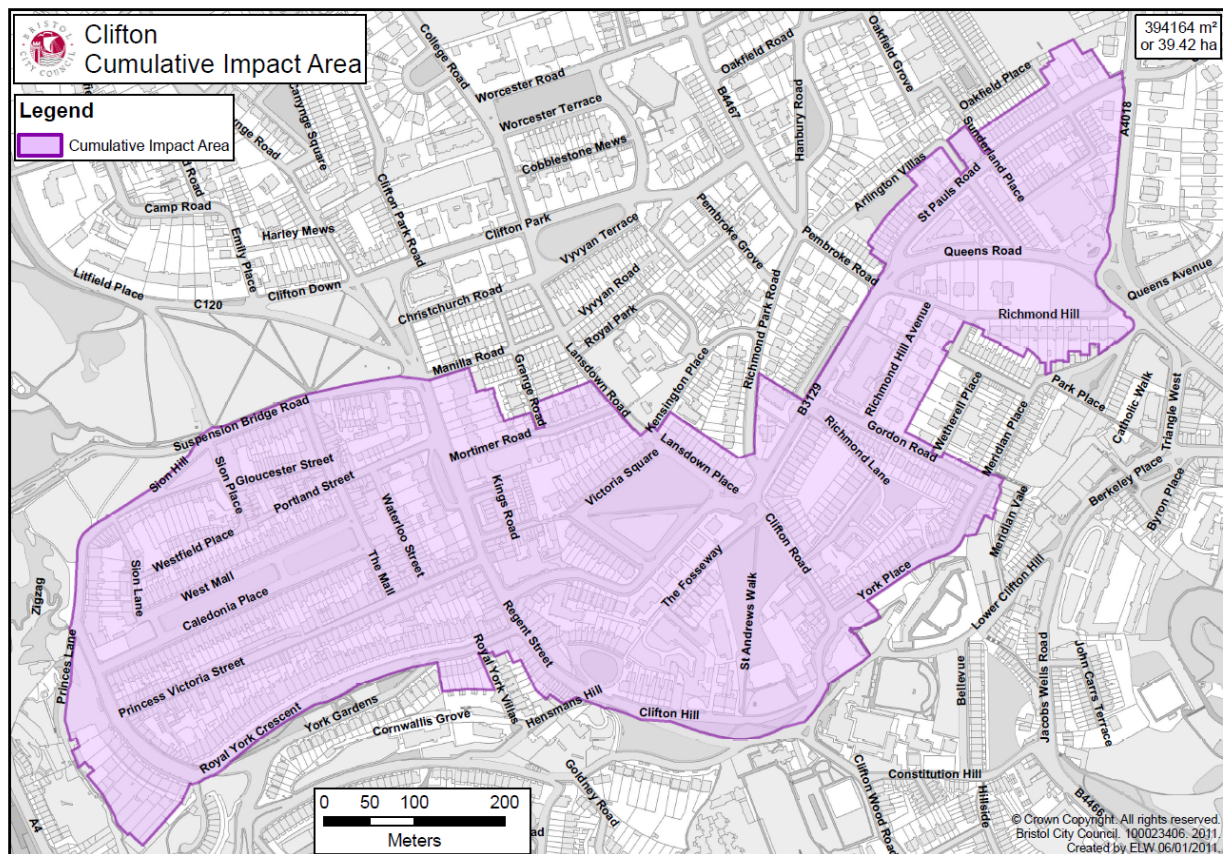 BRISTOL
CITY COUNCIL
Clifton
Cumulative Impact Area
394164 m²
or 39.42 ha
Legend
Cumulative Impact Area
College Road
Worcester Road
Worcester Terrace
Cobblestone Mews
Oakfield Road
B4467
Hanbury Road
Oakfield Grove
Oakfield Place
A4018
Sunderland Place
Arlington Villas
St Pauls Road
Canynge Square
Camp Road
Harley Mews
Emily Place
Clifton Park Road
Clifton Park
Vyvyan Terrace
Pembroke Grove
Pembroke Road
Queens Road
Queens Avenue
Litfield Place
C120
Clifton Down
Christchurch Road
Vyvyan Road
Royal Park
Richmond Park Road
Richmond Hill
Richmond Hill Avenue
Manilla Road
Grange Road
Lansdown Road
Kensington Place
B3129
Wetherell Place
Meridian Place
Park Place
Catholic Walk
Triangle West
Suspension Bridge Road
Sion Hill
Sion Place
Gloucester Street
Portland Street
Mortimer Road
Kings Road
Victoria Square
Lansdown Place
Richmond Lane
Gordon Road
Berkeley Place
Byron Place
Westfield Place
West Mall
Sion Lane
Caledonia Place
The Mall
Waterloo Street
Clifton Road
Meridian Vale
The Fosseway
York Place
St Andrews Walk
Lower Clifton Hill
Zigzag
Princes Lane
Princess Victoria Street
Regent Street
Royal York Villas
Royal York Crescent
York Gardens
Cornwallis Grove
Hensmans Hill
Clifton Hill
Bellevue
Jacobs Wells Road
John Carrs Terrace
Goldney Road
Clifton Wood Road
Constitution Hill
Hillside
B4466
A4
0 50 100 200
Meters
© Crown Copyright. All rights reserved.
Bristol City Council. 100023406. 2011.
Created by ELW 06/01/2011.